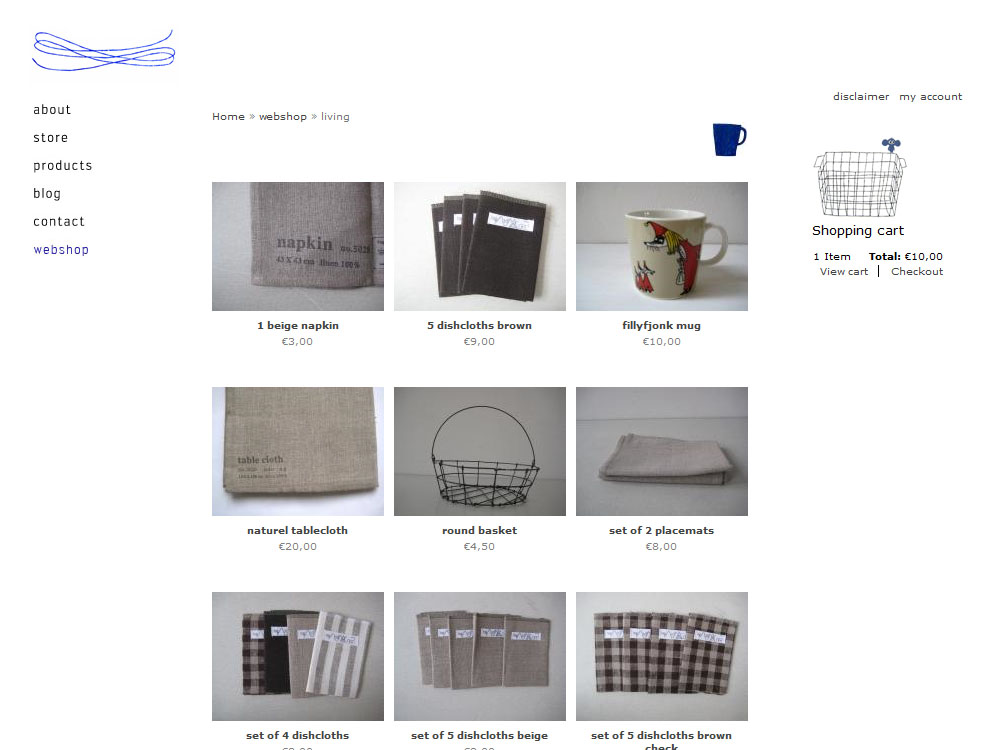 disclaimer my account
Home » webshop » living
about
store
products
blog
contact
webshop
Shopping cart
1 Item Total: €10,00
View cart | Checkout
napkin no.5029
43 X 43 cm linen 100%
1 beige napkin
€3,00
5 dishcloths brown
€9,00
fillyfjonk mug
€10,00
table cloth
naturel tablecloth
€20,00
round basket
€4,50
set of 2 placemats
€8,00
set of 4 dishcloths
set of 5 dishcloths beige
set of 5 dishcloths brown
check